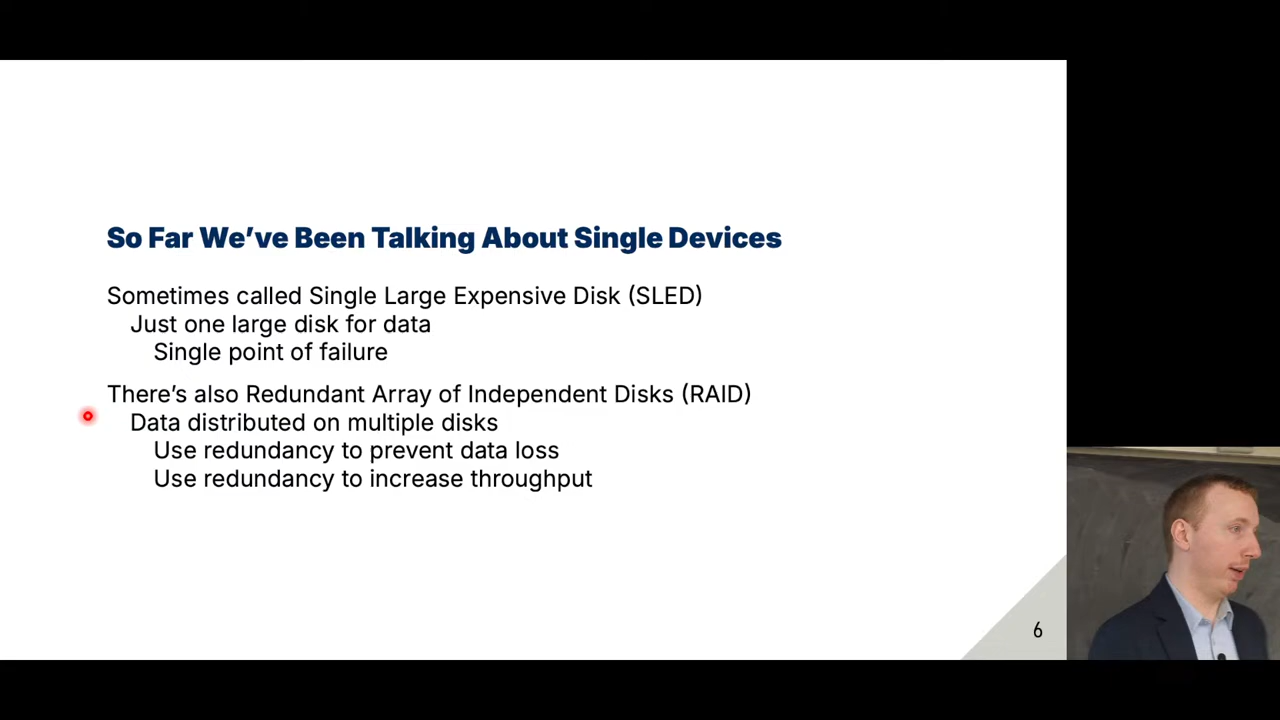 So Far We've Been Talking About Single Devices
Sometimes called Single Large Expensive Disk (SLED)
Just one large disk for data
Single point of failure
There's also Redundant Array of Independent Disks (RAID)
Data distributed on multiple disks
Use redundancy to prevent data loss
Use redundancy to increase throughput
6